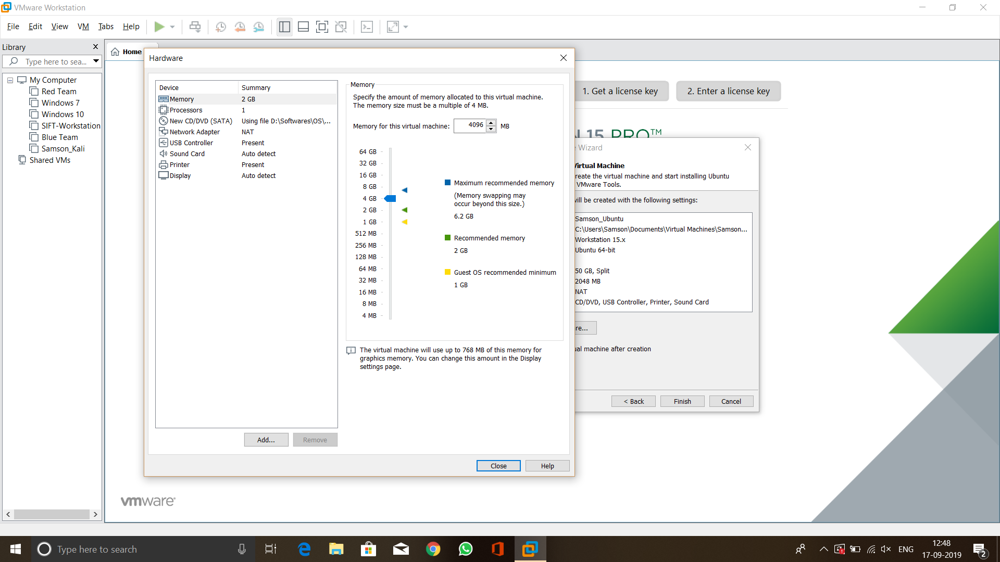 VMware Workstation
File Edit View VM Tabs Help
Library
Type here to sea...
My Computer
Red Team
Windows 7
Windows 10
SIFT-Workstation
Blue Team
Samson_Kali
Shared VMs
Home
Hardware
Device Summary
Memory 2 GB
Processors 1
New CD/DVD (SATA) Using file D:\Softwares\OS\...
Network Adapter NAT
USB Controller Present
Sound Card Auto detect
Printer Present
Display Auto detect
Add... Remove
Memory
Specify the amount of memory allocated to this virtual machine.
The memory size must be a multiple of 4 MB.
Memory for this virtual machine: 4096 MB
64 GB
32 GB
16 GB
8 GB
4 GB
2 GB
1 GB
512 MB
256 MB
128 MB
64 MB
32 MB
16 MB
8 MB
4 MB
Maximum recommended memory
(Memory swapping may
occur beyond this size.)
6.2 GB
Recommended memory
2 GB
Guest OS recommended minimum
1 GB
The virtual machine will use up to 768 MB of this memory for
graphics memory. You can change this amount in the Display
settings page.
Close Help
1. Get a license key 2. Enter a license key
15 PRO™
Wizard
Virtual Machine
reate the virtual machine and start installing Ubuntu
VMware Tools.
will be created with the following settings:
Samson_Ubuntu
C:\Users\Samson\Documents\Virtual Machines\Samson...
Workstation 15.x
Ubuntu 64-bit
50 GB, Split
2048 MB
NAT
CD/DVD, USB Controller, Printer, Sound Card
re...
ual machine after creation
< Back Finish Cancel
vmware
Type here to search
ENG
12:48
17-09-2019
2